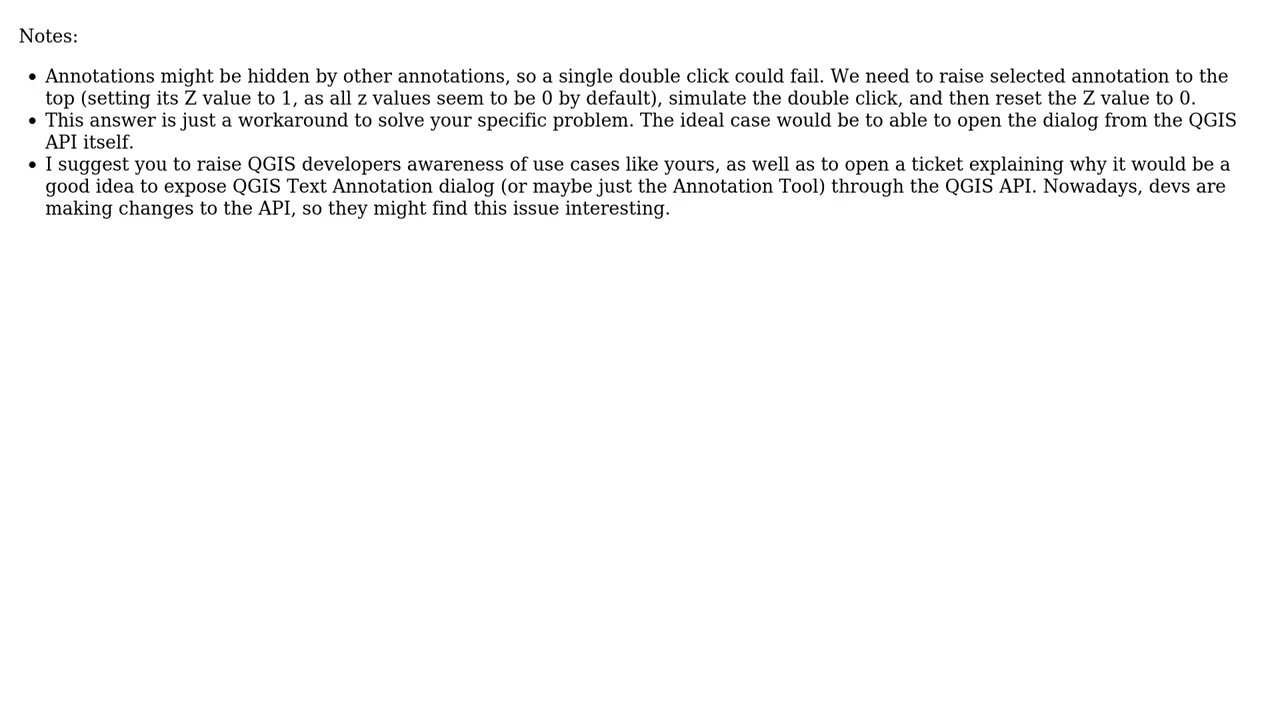 Notes:
• Annotations might be hidden by other annotations, so a single double click could fail. We need to raise selected annotation to the
top (setting its Z value to 1, as all z values seem to be 0 by default), simulate the double click, and then reset the Z value to 0.
• This answer is just a workaround to solve your specific problem. The ideal case would be to able to open the dialog from the QGIS
API itself.
• I suggest you to raise QGIS developers awareness of use cases like yours, as well as to open a ticket explaining why it would be a
good idea to expose QGIS Text Annotation dialog (or maybe just the Annotation Tool) through the QGIS API. Nowadays, devs are
making changes to the API, so they might find this issue interesting.